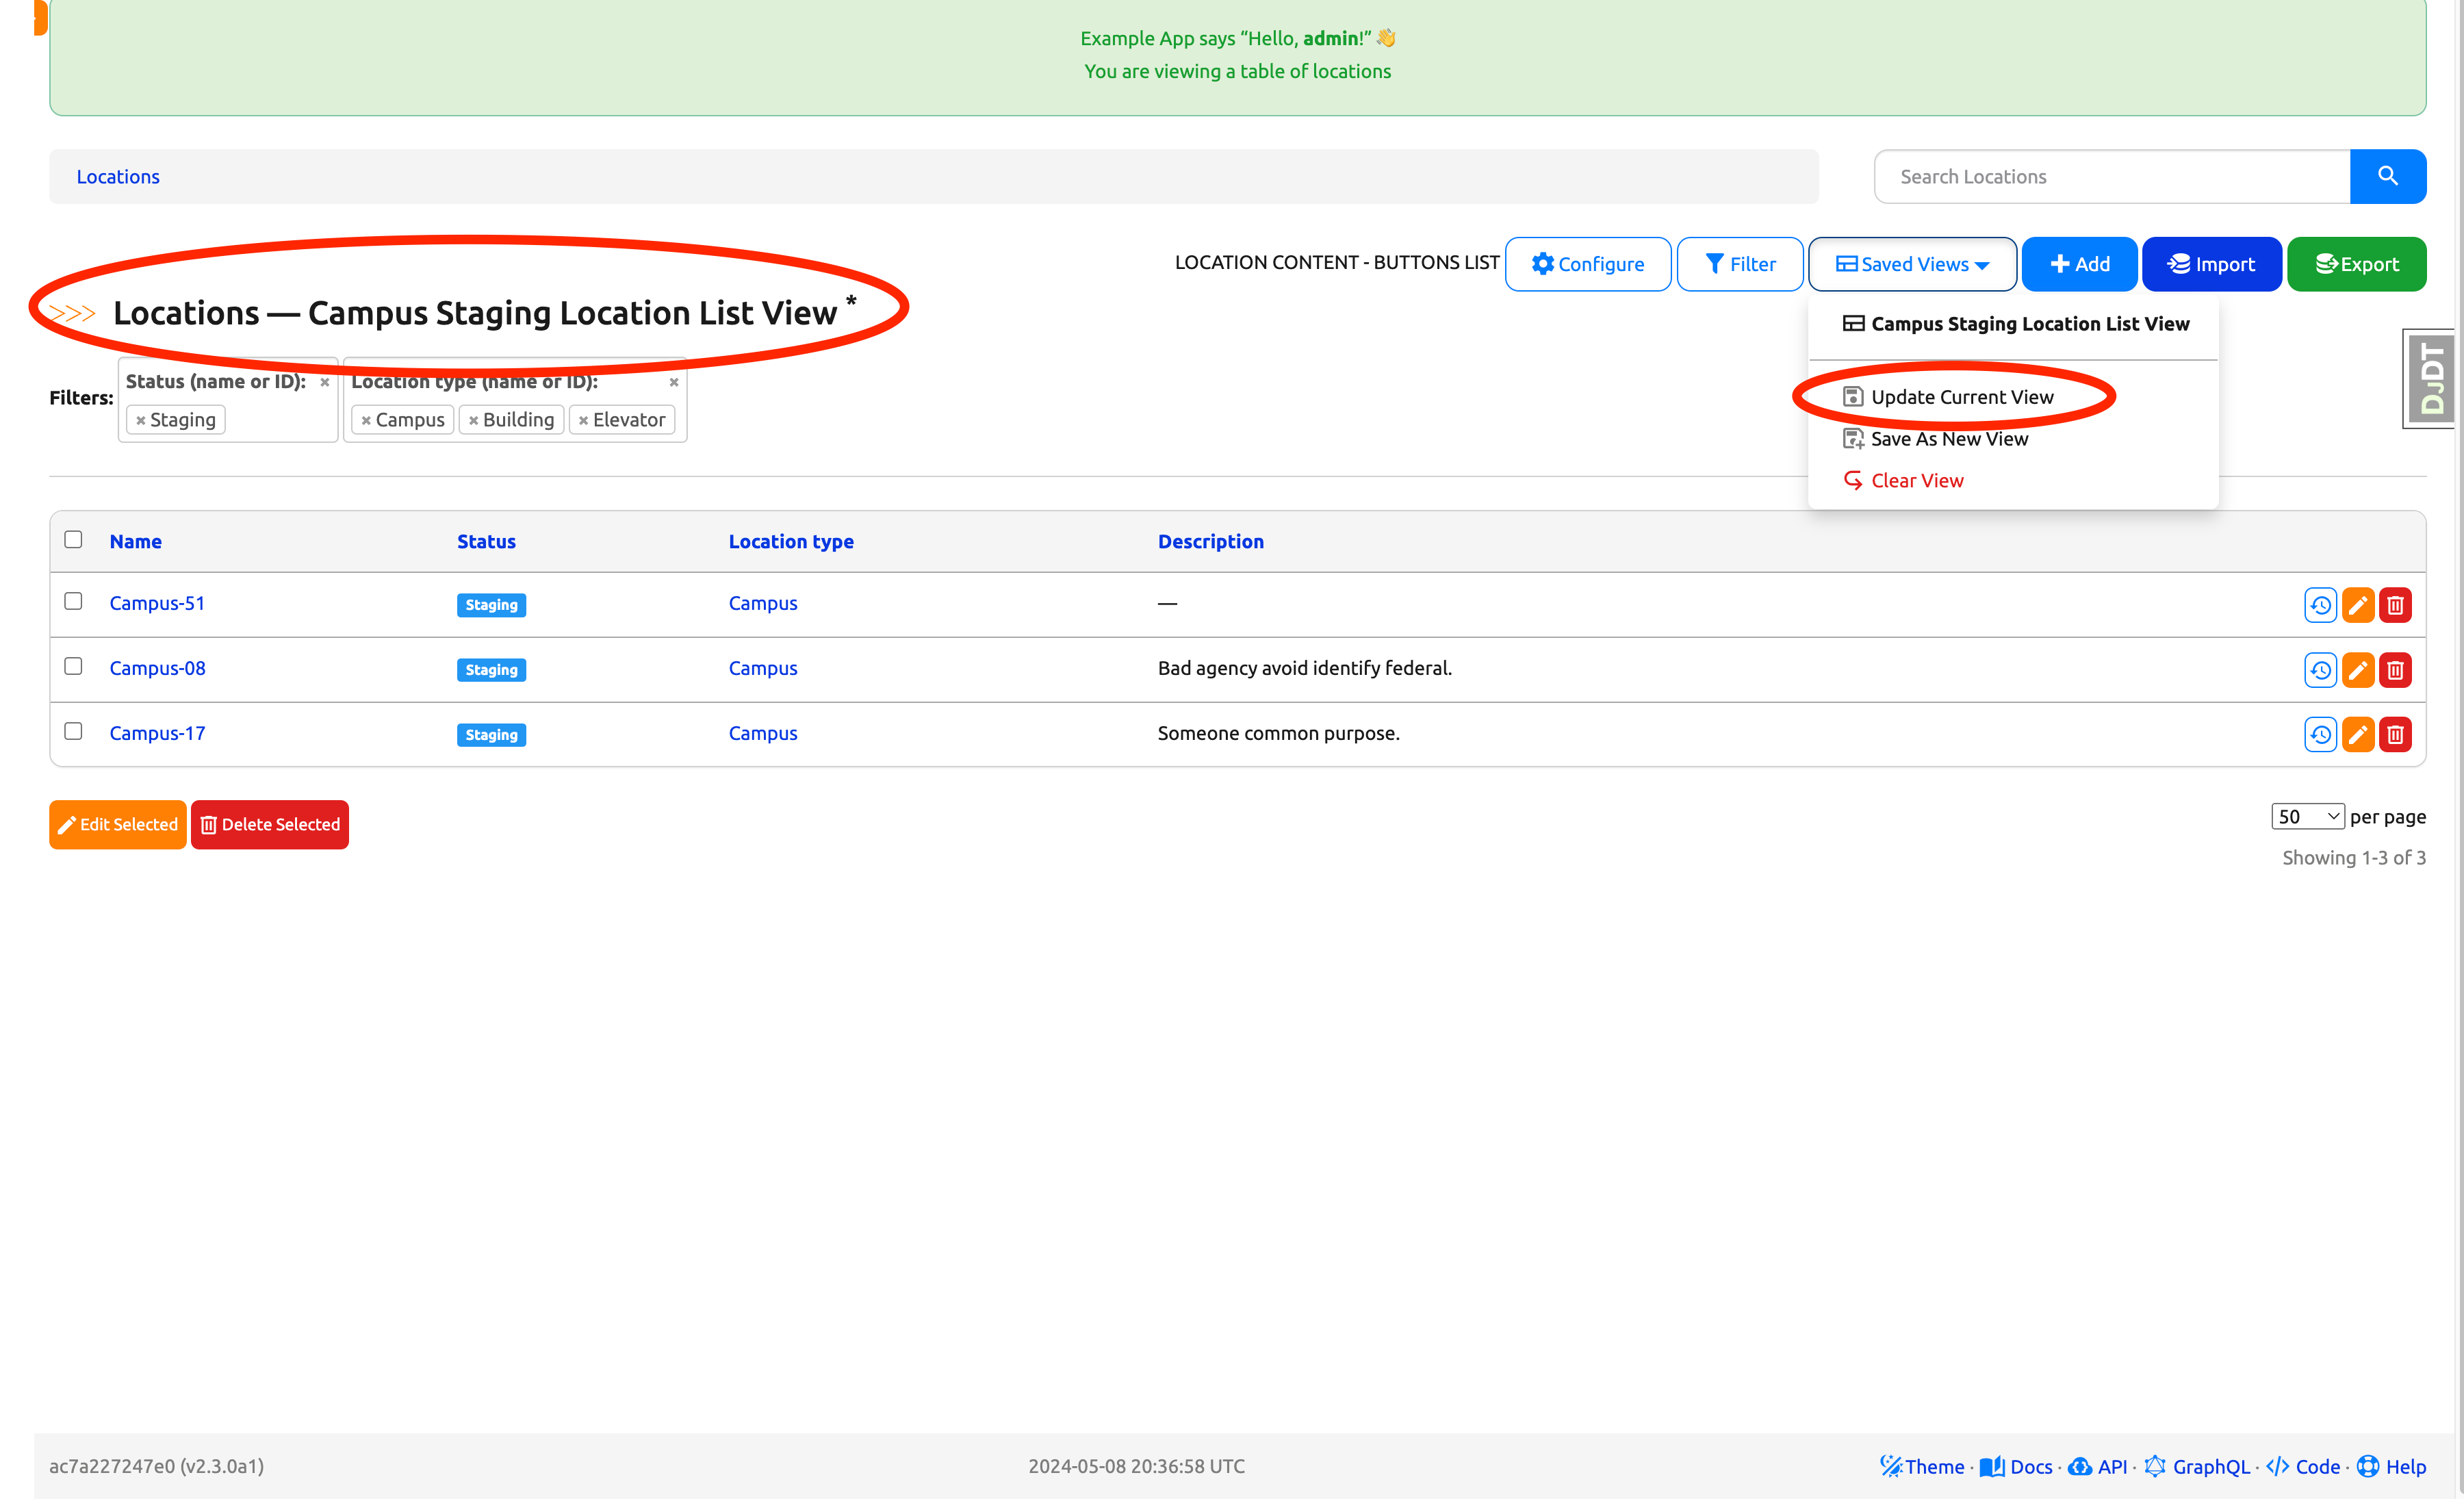 Example App says “Hello, admin!” 👋
You are viewing a table of locations
Locations
Search Locations
LOCATION CONTENT - BUTTONS LIST Configure Filter Saved Views Add Import Export
>>> Locations — Campus Staging Location List View *
Campus Staging Location List View
Update Current View
Save As New View
Clear View
Filters: Status (name or ID): × Location type (name or ID): ×
× Staging × Campus × Building × Elevator
DJDT
Name Status Location type Description
Campus-51 Staging Campus —
Campus-08 Staging Campus Bad agency avoid identify federal.
Campus-17 Staging Campus Someone common purpose.
Edit Selected Delete Selected
50 per page
Showing 1-3 of 3
ac7a227247e0 (v2.3.0a1) 2024-05-08 20:36:58 UTC Theme · Docs · API · GraphQL · Code · Help